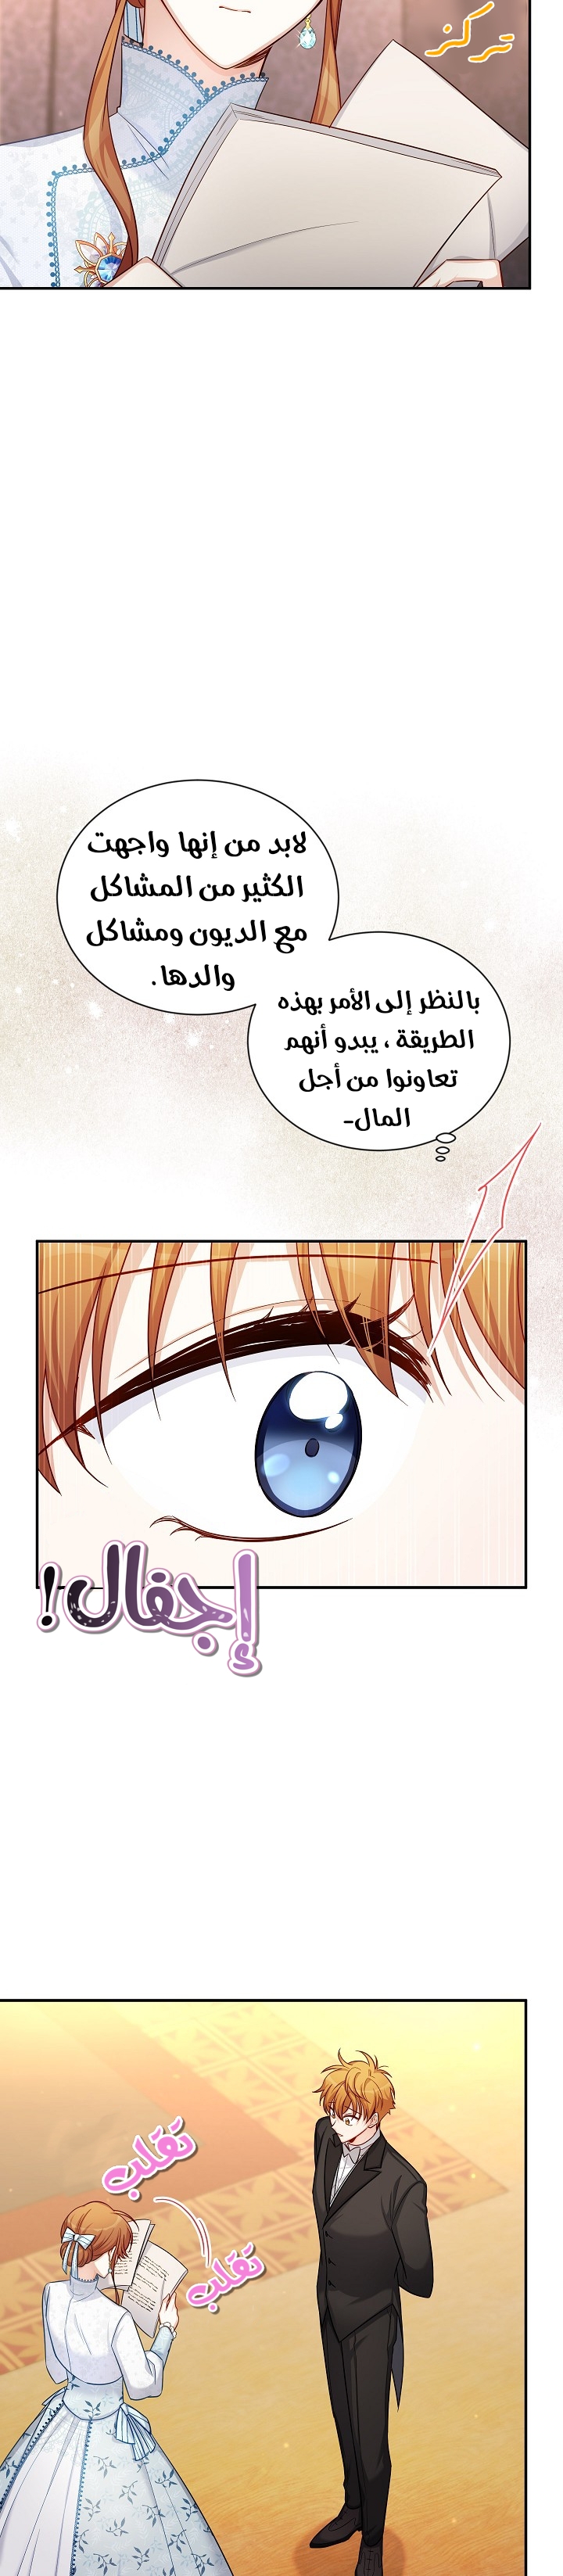 تركز
لابد من إنها واجهت
الكثير من المشاكل
مع الديون ومشاكل
والدها.
بالنظر إلى الأمر بهذه
الطريقة ، يبدو أنهم
تعاونوا من أجل
المال-
إجفال!
تقلب
تقلب